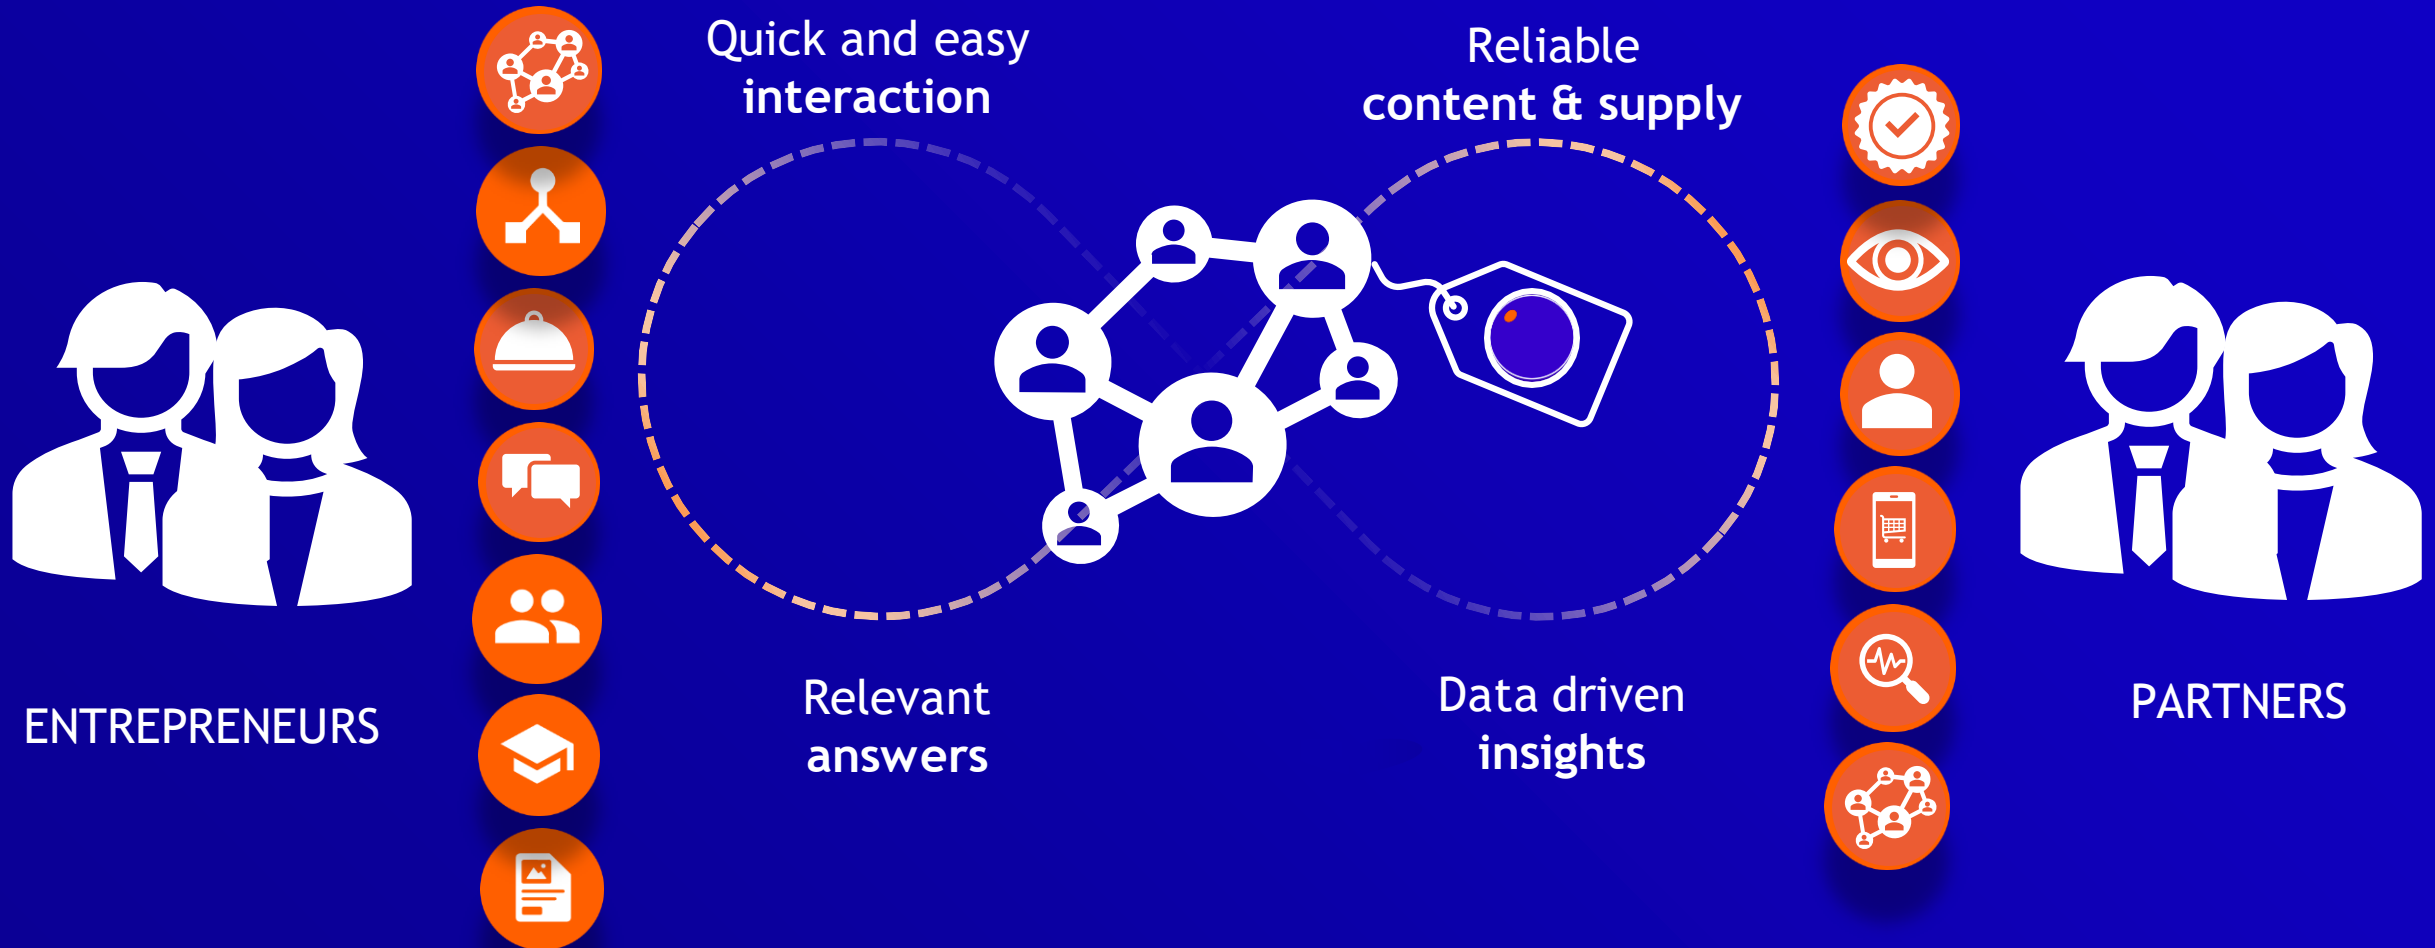 Quick and easy
interaction
Reliable
content & supply
ENTREPRENEURS
Relevant
answers
Data driven
insights
PARTNERS